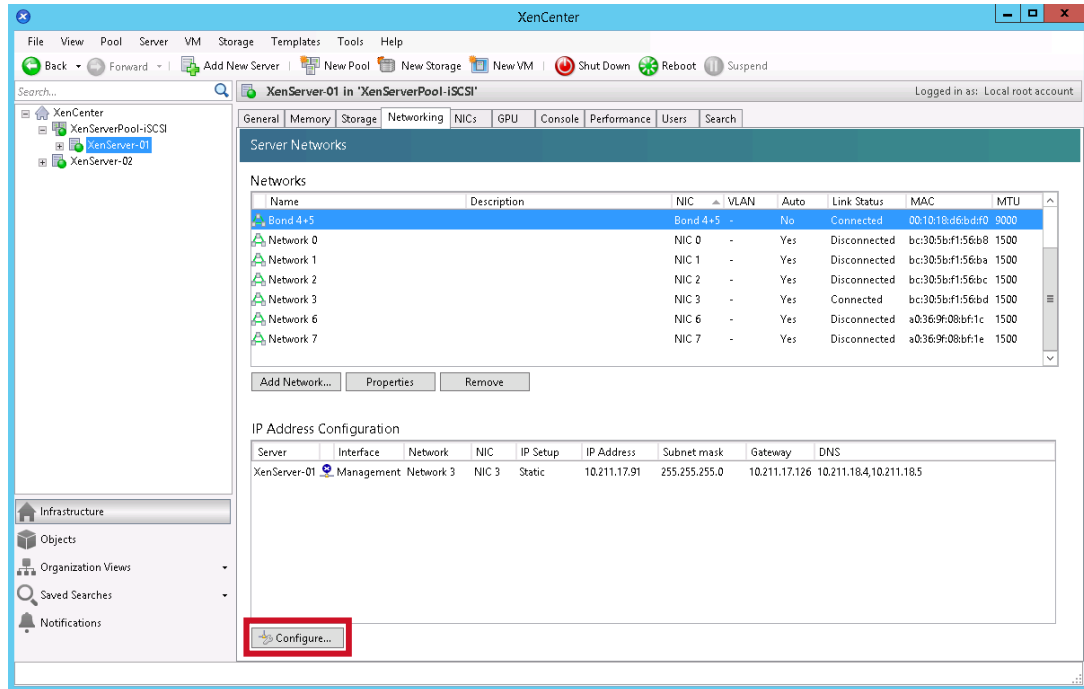 XenCenter
File View Pool Server VM Storage Templates Tools Help
Back Forward Add New Server New Pool New Storage New VM Shut Down Reboot Suspend
Search... XenServer-01 in 'XenServerPool-iSCSI' Logged in as: Local root account
XenCenter
XenServerPool-iSCSI
XenServer-01
XenServer-02
General Memory Storage Networking NICs GPU Console Performance Users Search
Server Networks
Networks
Name Description NIC VLAN Auto Link Status MAC MTU
Bond 4+5 Bond 4+5 - No Connected 00:10:18:d6:bd:f0 9000
Network 0 NIC 0 - Yes Disconnected bc:30:5b:f1:56:b8 1500
Network 1 NIC 1 - Yes Disconnected bc:30:5b:f1:56:ba 1500
Network 2 NIC 2 - Yes Disconnected bc:30:5b:f1:56:bc 1500
Network 3 NIC 3 - Yes Connected bc:30:5b:f1:56:bd 1500
Network 6 NIC 6 - Yes Disconnected a0:36:9f:08:bf:1c 1500
Network 7 NIC 7 - Yes Disconnected a0:36:9f:08:bf:1e 1500
Add Network... Properties Remove
IP Address Configuration
Server Interface Network NIC IP Setup IP Address Subnet mask Gateway DNS
XenServer-01 Management Network 3 NIC 3 Static 10.211.17.91 255.255.255.0 10.211.17.126 10.211.18.4,10.211.18.5
Configure...
Infrastructure
Objects
Organization Views
Saved Searches
Notifications